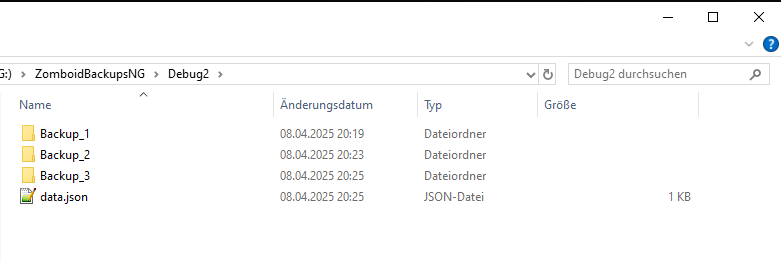 G:) > ZomboidBackupsNG > Debug2 >
Debug2 durchsuchen
Name Änderungsdatum Typ Größe
Backup_1 08.04.2025 20:19 Dateiordner
Backup_2 08.04.2025 20:23 Dateiordner
Backup_3 08.04.2025 20:25 Dateiordner
data.json 08.04.2025 20:25 JSON-Datei 1 KB